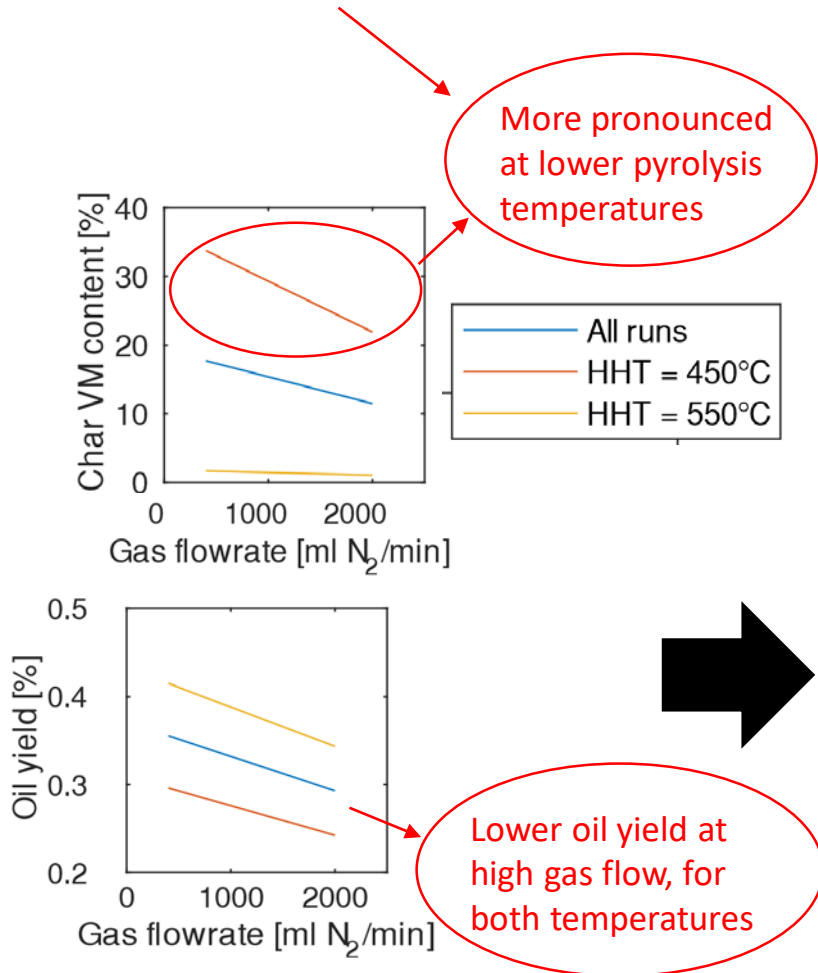 More pronounced
at lower pyrolysis
temperatures
Char VM content [%]
40
30
20
10
0
0 1000 2000
Gas flowrate [ml N₂/min]
All runs
HHT = 450°C
HHT = 550°C
Oil yield [%]
0.5
0.4
0.3
0.2
0 1000 2000
Gas flowrate [ml N₂/min]
Lower oil yield at
high gas flow, for
both temperatures